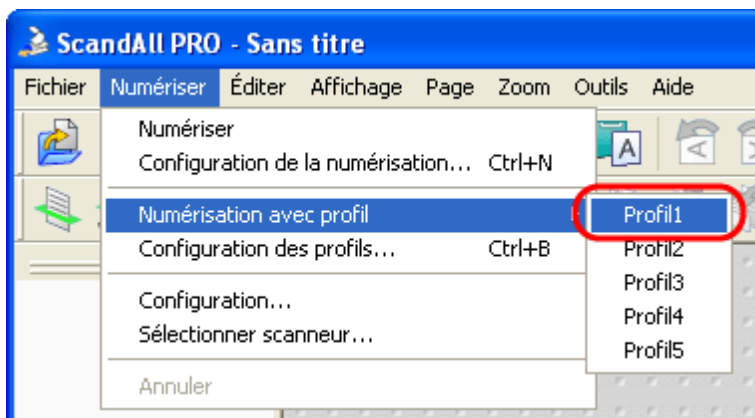 ScandAll PRO - Sans titre
Fichier Numériser Éditer Affichage Page Zoom Outils Aide
Numériser
Configuration de la numérisation... Ctrl+N
Numérisation avec profil
Configuration des profils... Ctrl+B
Configuration...
Sélectionner scanneur...
Annuler
Profil1
Profil2
Profil3
Profil4
Profil5
A